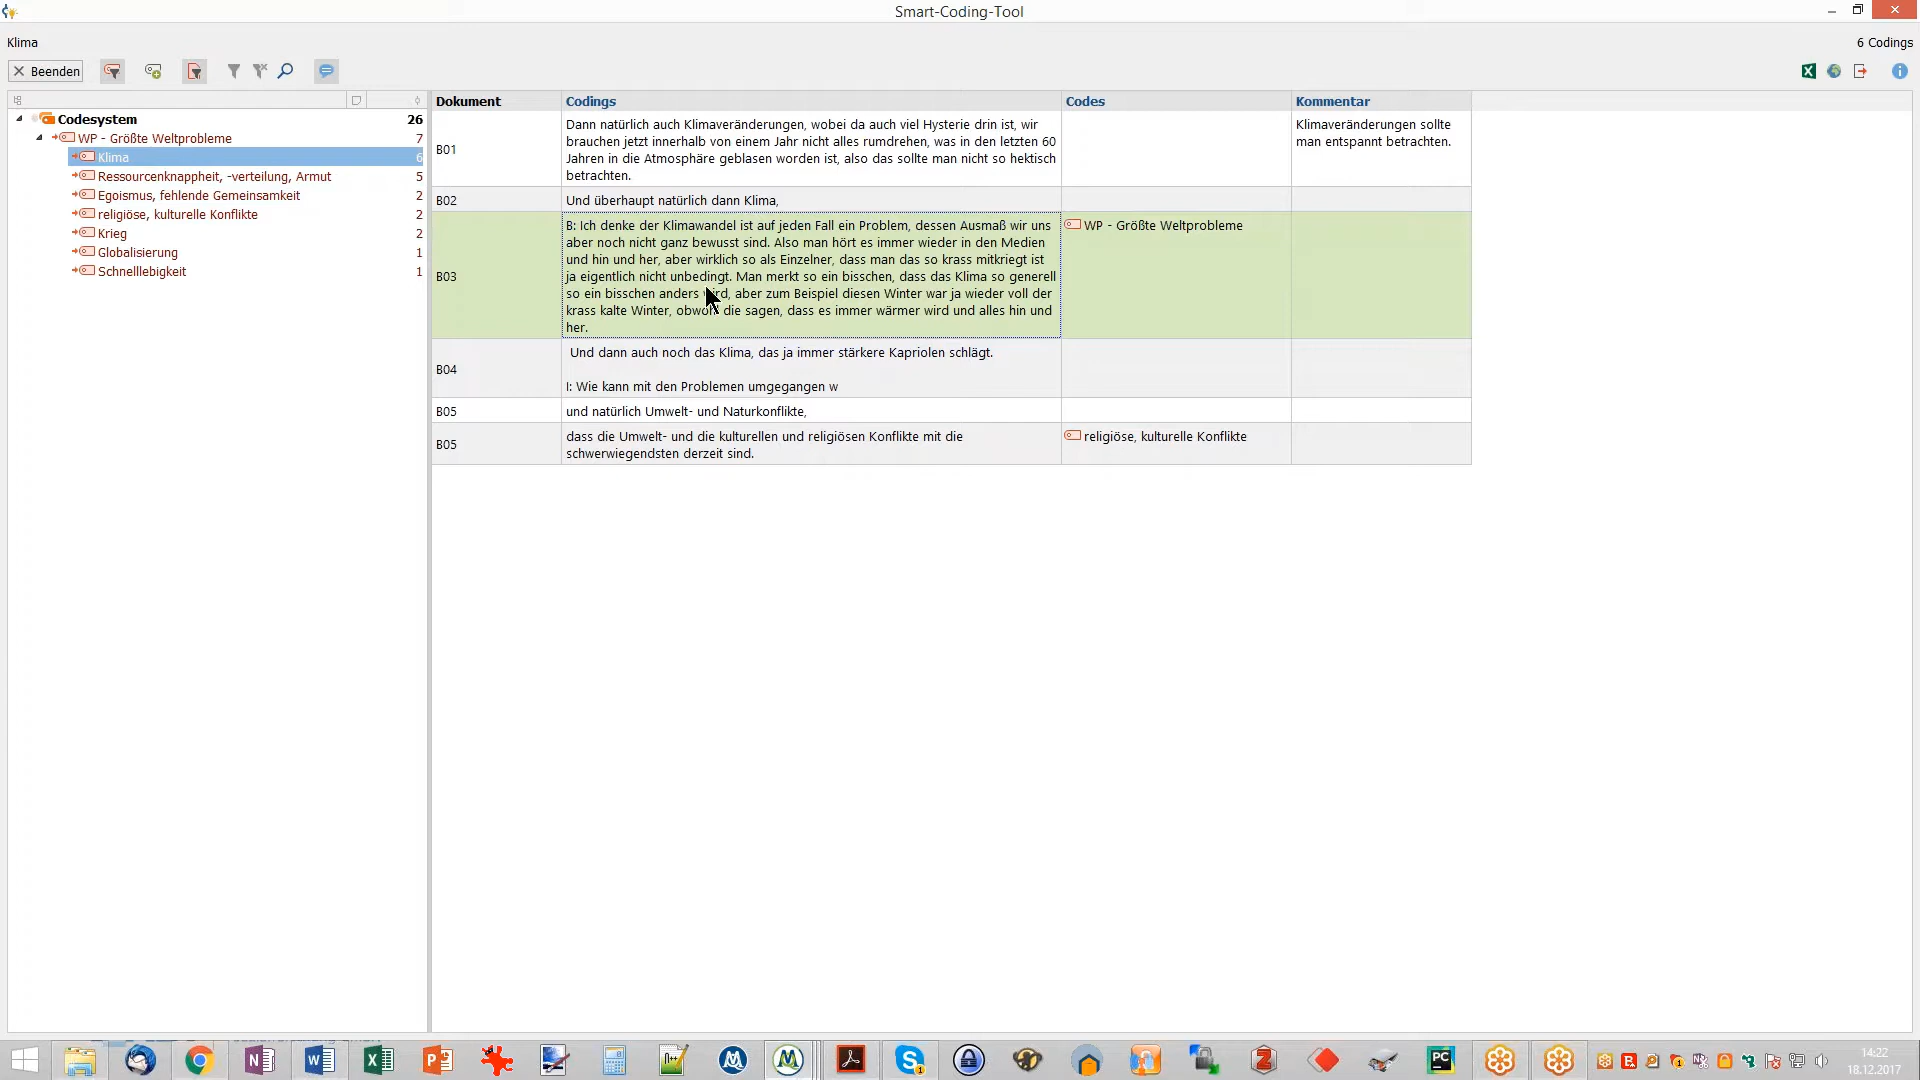 Smart-Coding-Tool
Klima
6 Codings
Beenden
Codesystem 26
WP - Größte Weltprobleme 7
Klima 6
Ressourcenknappheit, -verteilung, Armut 5
Egoismus, fehlende Gemeinsamkeit 2
religiöse, kulturelle Konflikte 2
Krieg 2
Globalisierung 1
Schnelllebigkeit 1
Dokument Codings Codes Kommentar
B01
Dann natürlich auch Klimaveränderungen, wobei da auch viel Hysterie drin ist, wir
brauchen jetzt innerhalb von einem Jahr nicht alles rumdrehen, was in den letzten 60
Jahren in die Atmosphäre geblasen worden ist, also das sollte man nicht so hektisch
betrachten.
Klimaveränderungen sollte
man entspannt betrachten.
B02
Und überhaupt natürlich dann Klima,
B03
B: Ich denke der Klimawandel ist auf jeden Fall ein Problem, dessen Ausmaß wir uns
aber noch nicht ganz bewusst sind. Also man hört es immer wieder in den Medien
und hin und her, aber wirklich so als Einzelner, dass man das so krass mitkriegt ist
ja eigentlich nicht unbedingt. Man merkt so ein bisschen, dass das Klima so generell
so ein bisschen anders wird, aber zum Beispiel diesen Winter war ja wieder voll der
krass kalte Winter, obwohl die sagen, dass es immer wärmer wird und alles hin und
her.
WP - Größte Weltprobleme
B04
Und dann auch noch das Klima, das ja immer stärkere Kapriolen schlägt.
I: Wie kann mit den Problemen umgegangen w
B05
und natürlich Umwelt- und Naturkonflikte,
B05
dass die Umwelt- und die kulturellen und religiösen Konflikte mit die
schwerwiegendsten derzeit sind.
religiöse, kulturelle Konflikte
14:22
18.12.2017